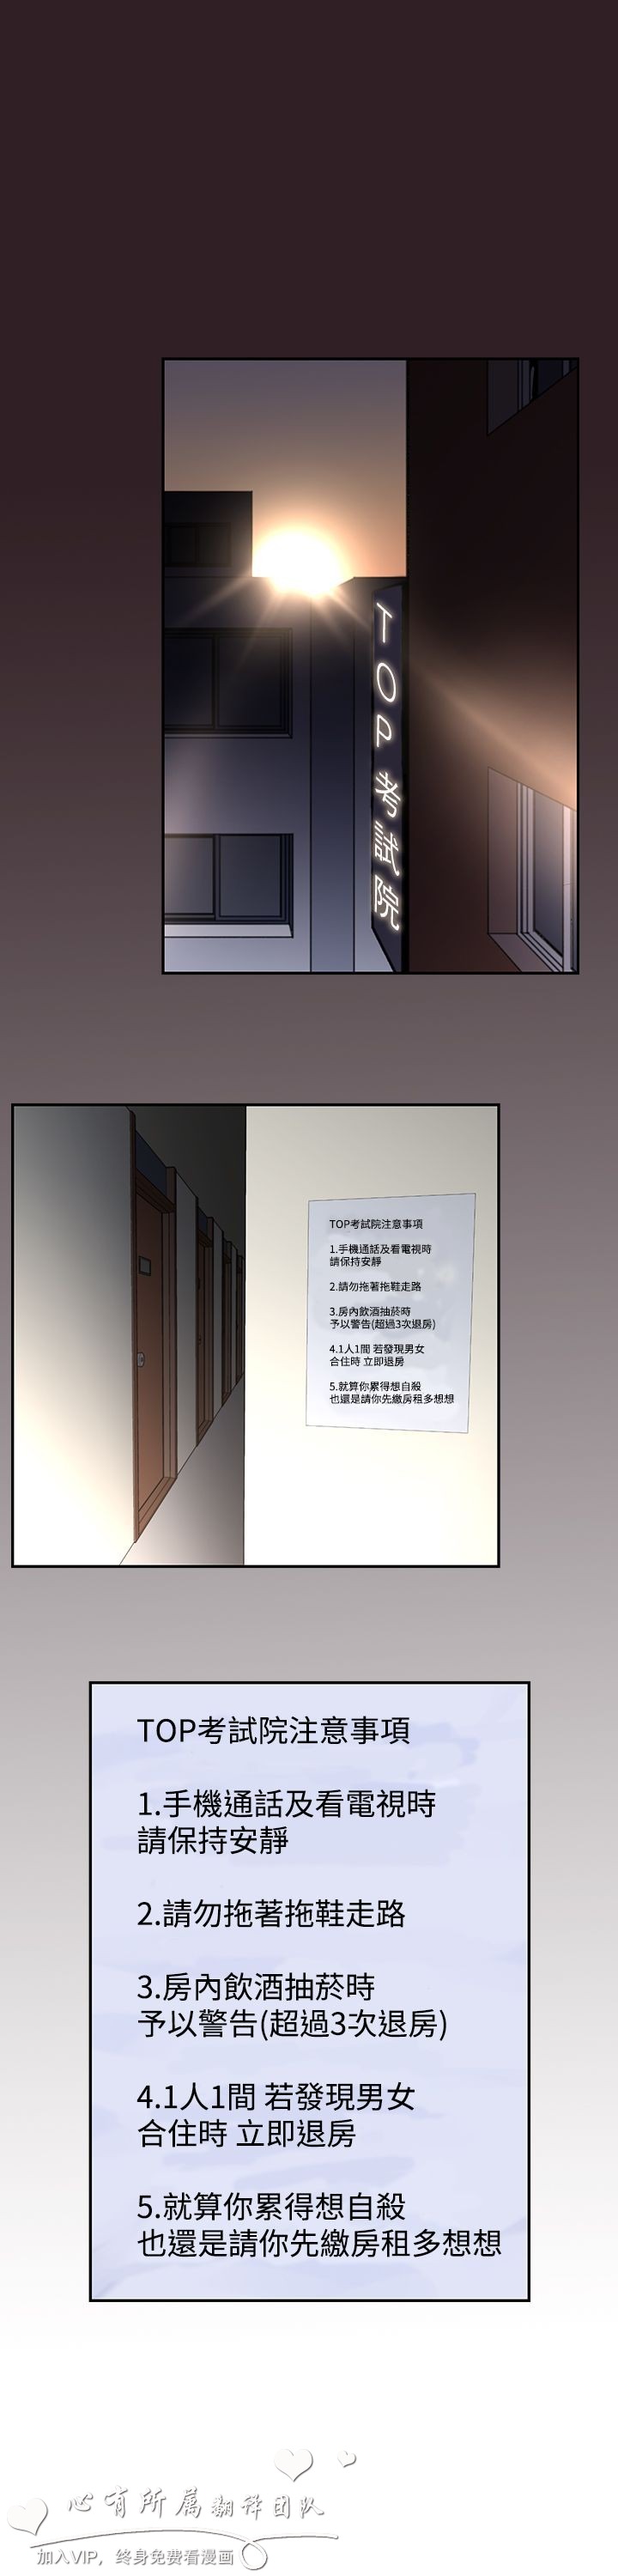 TOP考試院
TOP考試院注意事項
1.手機通話及看電視時
請保持安靜
2.請勿拖著拖鞋走路
3.房內飲酒抽菸時
予以警告(超過3次退房)
4.1人1間 若發現男女
合住時 立即退房
5.就算你累得想自殺
也還是請你先繳房租多想想
TOP考試院注意事項
1.手機通話及看電視時
請保持安靜
2.請勿拖著拖鞋走路
3.房內飲酒抽菸時
予以警告(超過3次退房)
4.1人1間 若發現男女
合住時 立即退房
5.就算你累得想自殺
也還是請你先繳房租多想想
心有所属翻译团队
加入VIP，终身免费看漫画